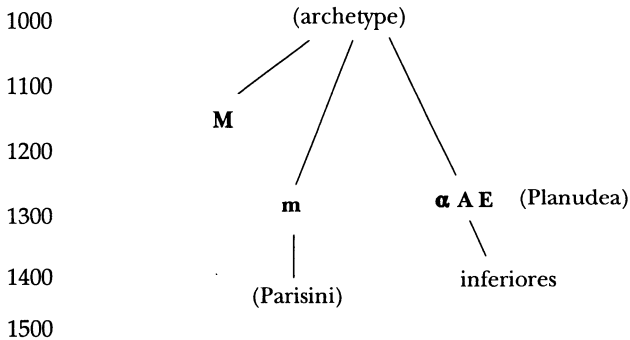 1000 (archetype)
1100
M
1200
m α A E (Planudea)
1300
1400 inferiores
(Parisini)
1500